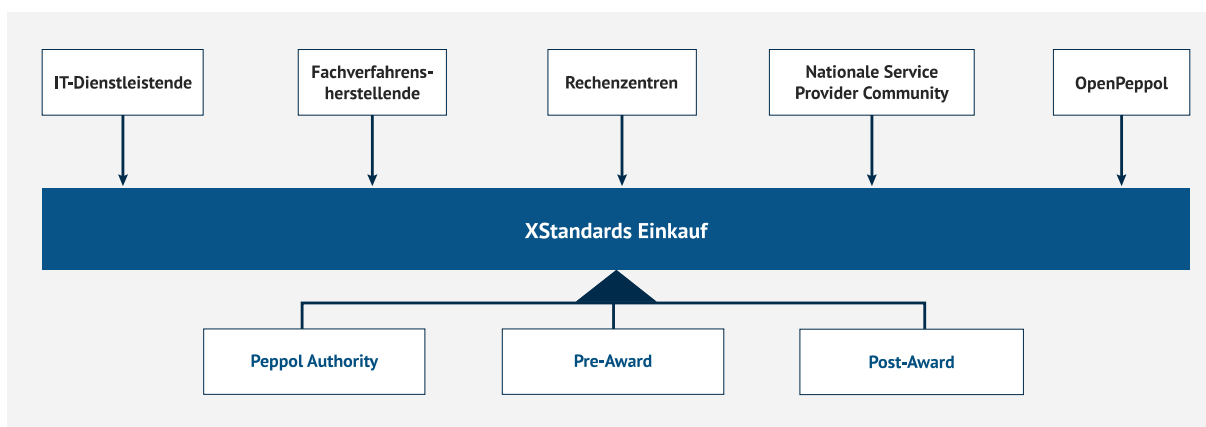 IT-Dienstleistende
Fachverfahrens-
herstellende
Rechenzentren
Nationale Service
Provider Community
OpenPeppol
XStandards Einkauf
Peppol Authority
Pre-Award
Post-Award